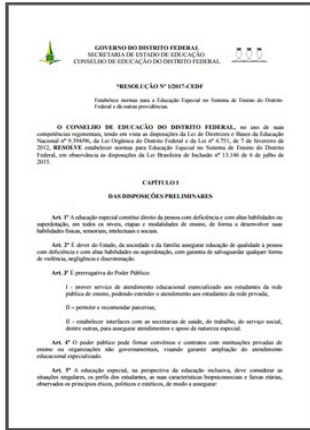 GOVERNO DO DISTRITO FEDERAL
SECRETARIA DE ESTADO DE EDUCAÇÃO
CONSELHO DE EDUCAÇÃO DO DISTRITO FEDERAL
*RESOLUÇÃO Nº 1/2017-CEDF
Estabelece normas para a Educação Especial no Sistema de Ensino do Distrito
Federal e dá outras providências.
O CONSELHO DE EDUCAÇÃO DO DISTRITO FEDERAL, no uso de suas
competências regimentais, tendo em vista as disposições da Lei de Diretrizes e Bases da Educação
Nacional nº 9.394/96, da Lei Orgânica do Distrito Federal e da Lei nº 4.751, de 7 de fevereiro de
2012, RESOLVE estabelecer normas para Educação Especial no Sistema de Ensino do Distrito
Federal, em observância às disposições da Lei Brasileira de Inclusão nº 13.146 de 6 de julho de
2015.
CAPÍTULO I
DAS DISPOSIÇÕES PRELIMINARES
Art. 1º A educação especial constitui direito da pessoa com deficiência e com altas habilidades ou
superdotação, em todos os níveis, etapas e modalidades de ensino, de forma a desenvolver suas
habilidades físicas, sensoriais, intelectuais e sociais.
Art. 2º É dever do Estado, da sociedade e da família assegurar educação de qualidade à pessoa
com deficiência e com altas habilidades ou superdotação, com garantia de salvaguardar qualquer forma
de violência, negligência e discriminação.
Art. 3º É prerrogativa do Poder Público:
I - prover serviço de atendimento educacional especializado aos estudantes da rede
pública de ensino, podendo estender o atendimento aos estudantes da rede privada;
II – permitir e recomendar parcerias;
III - estabelecer interfaces com as secretarias de saúde, do trabalho, do serviço social,
dentre outras, para assegurar atendimentos e apoio de natureza especial.
Art. 4º O poder público pode firmar convênios e contratos com instituições privadas de
ensino ou organizações não governamentais, visando garantir ampliação do atendimento
educacional especializado.
Art. 5º A educação especial, na perspectiva da educação inclusiva, deve considerar as
situações singulares, os perfis dos estudantes, as suas características biopsicossociais e faixas etárias,
observados os princípios éticos, políticos e estéticos, de modo a assegurar: